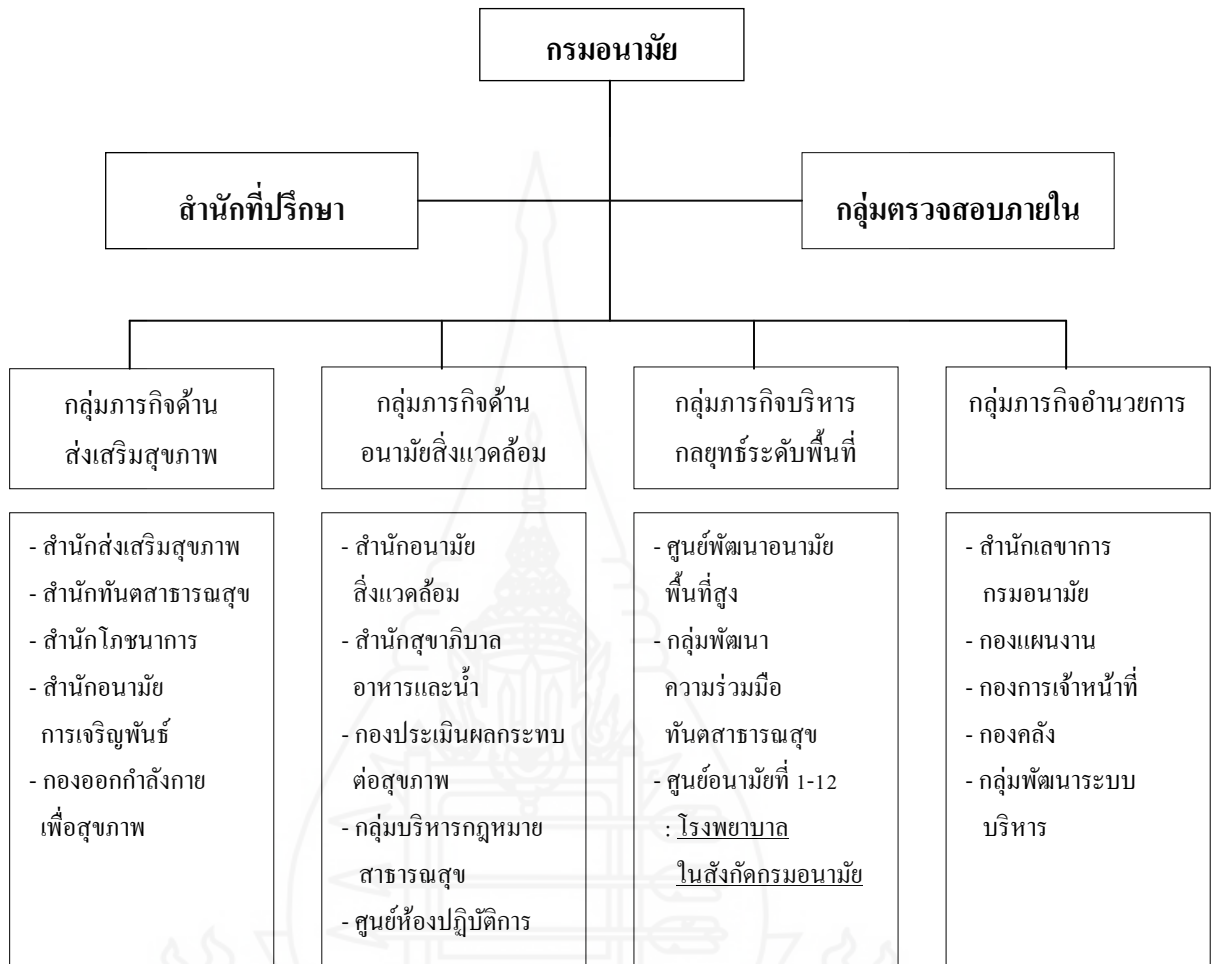 กรมอนามัย
สำนักที่ปรึกษา
กลุ่มตรวจสอบภายใน
กลุ่มภารกิจด้าน
ส่งเสริมสุขภาพ
กลุ่มภารกิจด้าน
อนามัยสิ่งแวดล้อม
กลุ่มภารกิจบริหาร
กลยุทธ์ระดับพื้นที่
กลุ่มภารกิจอำนวยการ
- สำนักส่งเสริมสุขภาพ
- สำนักทันตสาธารณสุข
- สำนักโภชนาการ
- สำนักอนามัย
การเจริญพันธ์
- กองออกกำลังกาย
เพื่อสุขภาพ
- สำนักอนามัย
สิ่งแวดล้อม
- สำนักสุขาภิบาล
อาหารและน้ำ
- กองประเมินผลกระทบ
ต่อสุขภาพ
- กลุ่มบริหารกฎหมาย
สาธารณสุข
- ศูนย์ห้องปฏิบัติการ
- ศูนย์พัฒนาอนามัย
พื้นที่สูง
- กลุ่มพัฒนา
ความร่วมมือ
ทันตสาธารณสุข
- ศูนย์อนามัยที่ 1-12
: โรงพยาบาล
ในสังกัดกรมอนามัย
- สำนักเลขาการ
กรมอนามัย
- กองแผนงาน
- กองการเจ้าหน้าที่
- กองคลัง
- กลุ่มพัฒนาระบบ
บริหาร